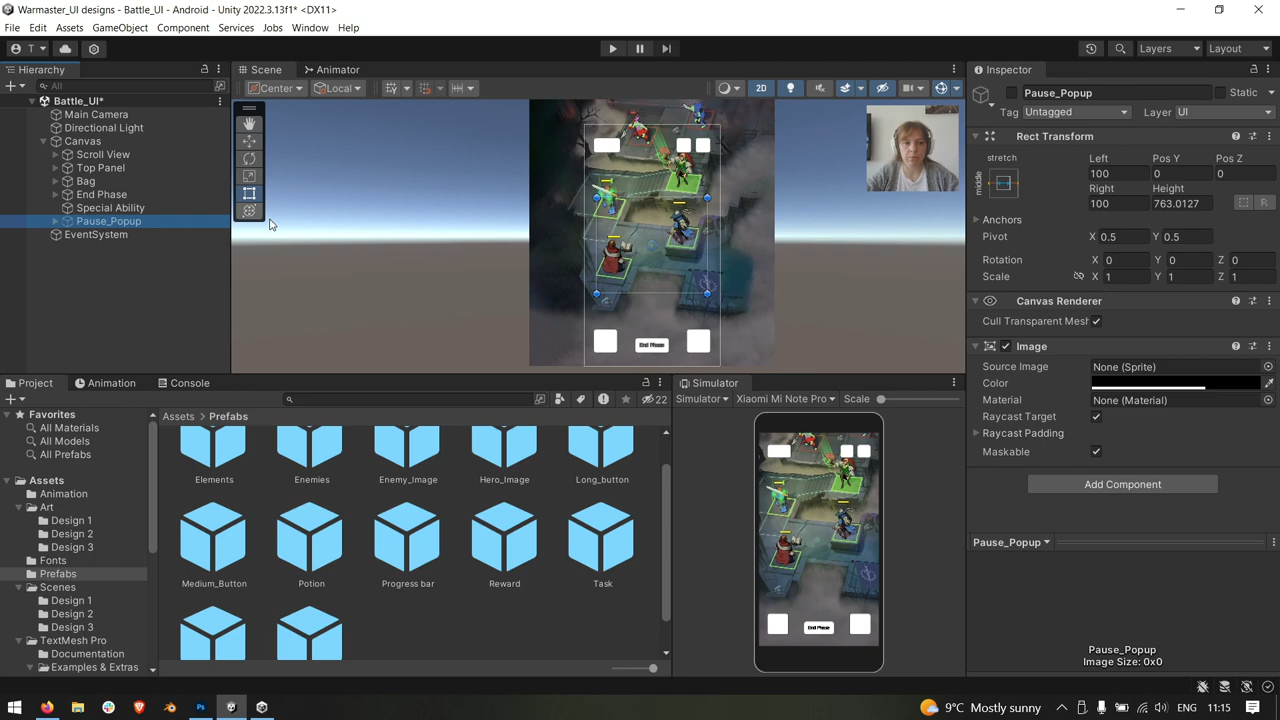 Warmaster_UI designs - Battle_UI - Android - Unity 2022.3.13f1* <DX11>
File Edit Assets GameObject Component Services Jobs Window Help
T Layers Layout
Hierarchy Scene Animator Inspector
All Center Local 2D Pause_Popup Static
Tag Untagged Layer UI
Battle_UI*
Main Camera
Directional Light
Canvas
Scroll View
Top Panel
Bag
End Phase
Special Ability
Pause_Popup
EventSystem
End Phase
Rect Transform
stretch Left Pos Y Pos Z
middle 100 0 0
Right Height
100 763.0127 R
Anchors
Pivot X 0.5 Y 0.5
Rotation X 0 Y 0 Z 0
Scale X 1 Y 1 Z 1
Canvas Renderer
Cull Transparent Mesh
Image
Source Image None (Sprite)
Color
Material None (Material)
Raycast Target
Raycast Padding
Maskable
Add Component
Pause_Popup
Pause_Popup
Image Size: 0x0
Project Animation Console
22
Favorites
All Materials
All Models
All Prefabs
Assets
Animation
Art
Design 1
Design 2
Design 3
Fonts
Prefabs
Scenes
Design 1
Design 2
Design 3
TextMesh Pro
Documentation
Examples & Extras
Assets > Prefabs
Elements Enemies Enemy_Image Hero_Image Long_button
Medium_Button Potion Progress bar Reward Task
Simulator
Simulator Xiaomi Mi Note Pro Scale
End Phase
9°C Mostly sunny ENG 11:15